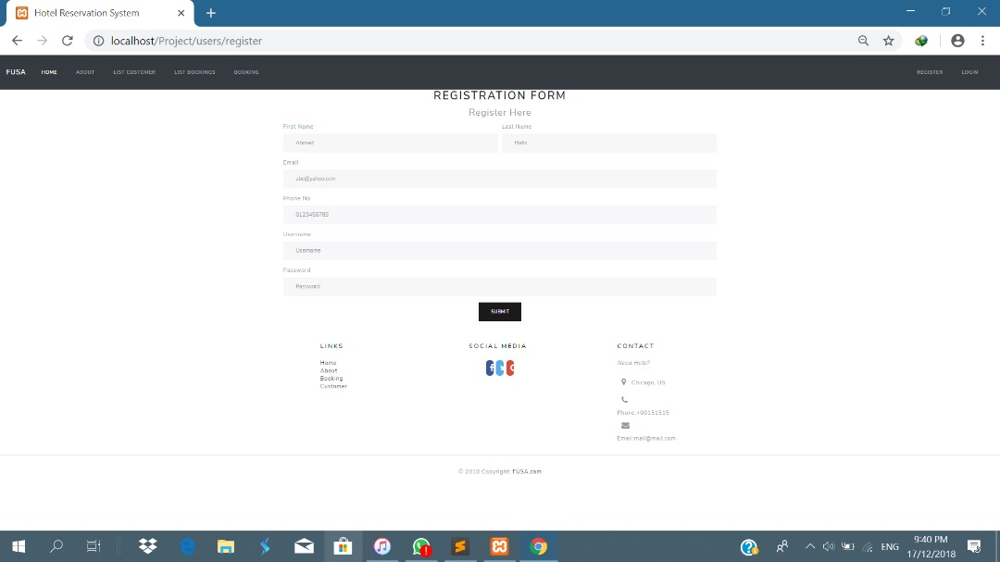 Hotel Reservation System
localhost/Project/users/register
FUSA HOME ABOUT LIST CUSTOMER LIST BOOKINGS BOOKING REGISTER LOGIN
REGISTRATION FORM
Register Here
First Name Last Name
Ahmad Hafiz
Email
abc@yahoo.com
Phone No
0123456789
Username
Username
Password
Password
SUBMIT
LINKS SOCIAL MEDIA CONTACT
Home
About
Booking
Customer
Need Help?
Chicago, US
Phone:+00151515
Email:mail@mail.com
© 2018 Copyright: FUSA.com
ENG
9:40 PM
17/12/2018